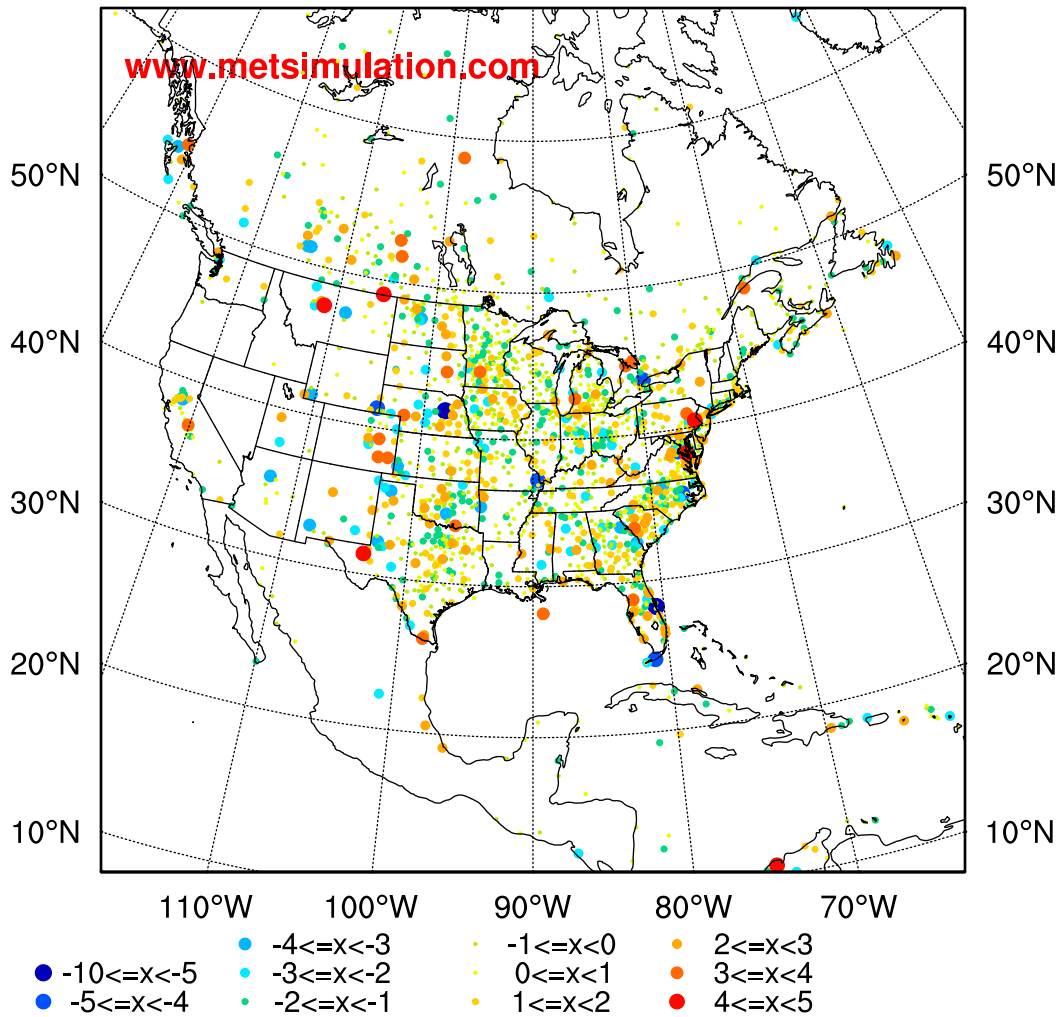 www.metsimulation.com
50°N 50°N
40°N 40°N
30°N 30°N
20°N 20°N
10°N 10°N
110°W 100°W 90°W 80°W 70°W
-4<=x<-3 -1<=x<0 2<=x<3
-10<=x<-5 -3<=x<-2 0<=x<1 3<=x<4
-5<=x<-4 -2<=x<-1 1<=x<2 4<=x<5